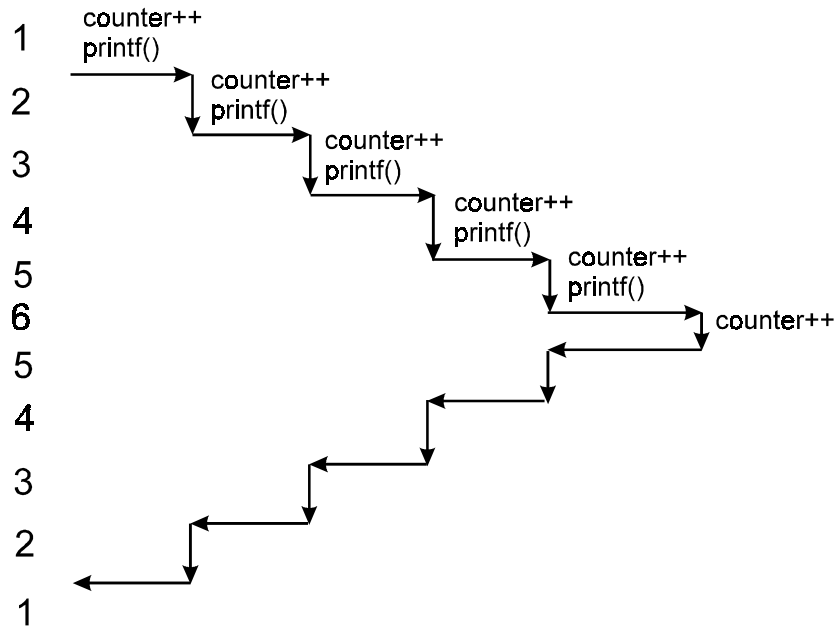 1
counter++
printf()
2
counter++
printf()
3
counter++
printf()
4
counter++
printf()
5
counter++
printf()
6
counter++
5
4
3
2
1